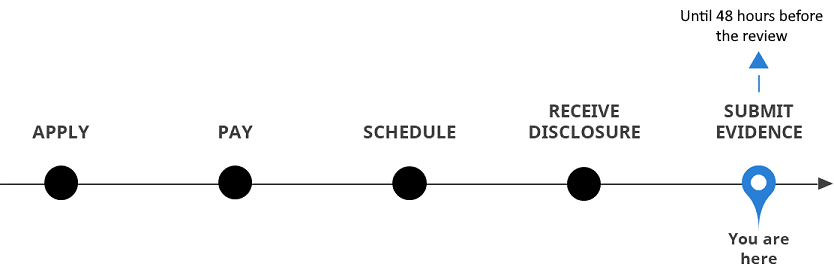 Until 48 hours before
the review
APPLY
PAY
SCHEDULE
RECEIVE
DISCLOSURE
SUBMIT
EVIDENCE
You are
here